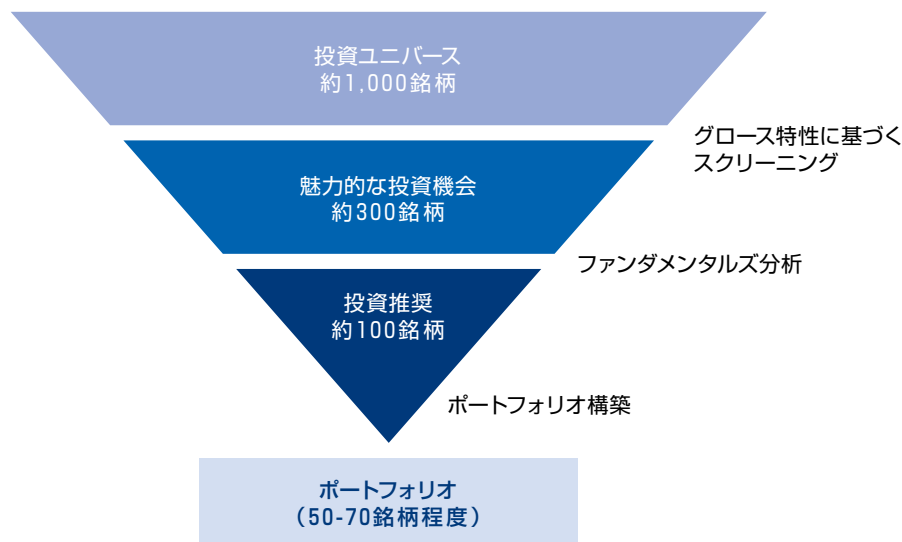 投資ユニバース
約1,000銘柄
グロース特性に基づく
スクリーニング
魅力的な投資機会
約300銘柄
ファンダメンタルズ分析
投資推奨
約100銘柄
ポートフォリオ構築
ポートフォリオ
（50-70銘柄程度）